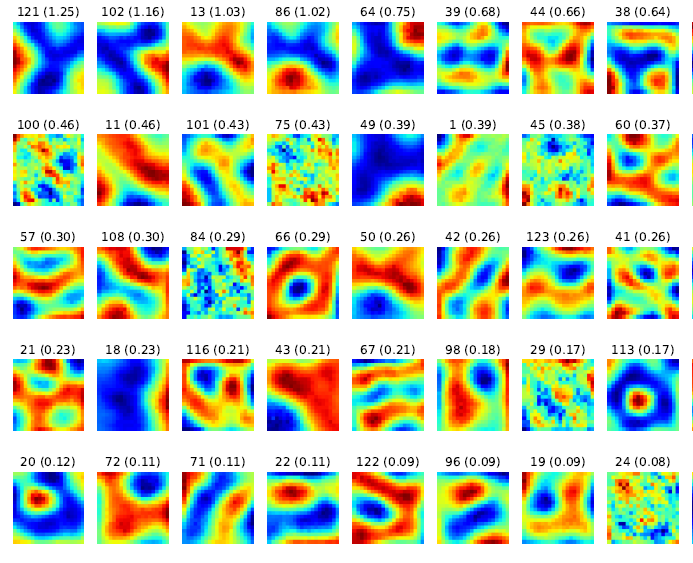 121 (1.25) 102 (1.16) 13 (1.03) 86 (1.02) 64 (0.75) 39 (0.68) 44 (0.66) 38 (0.64)
100 (0.46) 11 (0.46) 101 (0.43) 75 (0.43) 49 (0.39) 1 (0.39) 45 (0.38) 60 (0.37)
57 (0.30) 108 (0.30) 84 (0.29) 66 (0.29) 50 (0.26) 42 (0.26) 123 (0.26) 41 (0.26)
21 (0.23) 18 (0.23) 116 (0.21) 43 (0.21) 67 (0.21) 98 (0.18) 29 (0.17) 113 (0.17)
20 (0.12) 72 (0.11) 71 (0.11) 22 (0.11) 122 (0.09) 96 (0.09) 19 (0.09) 24 (0.08)